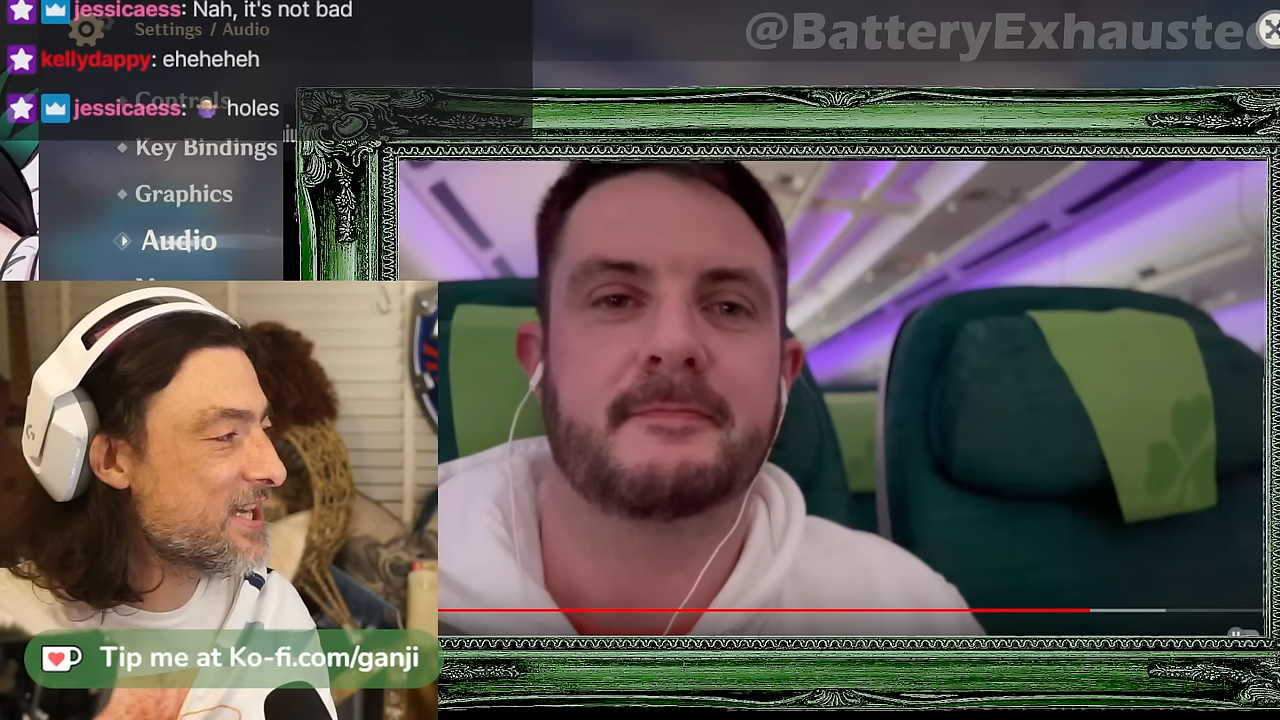 jessicaess: Nah, it's not bad
Settings / Audio
@BatteryExhauste
kellydappy: eheheheh
jessicaess: 🤷🏼‍♀️ holes
Controls
Key Bindings
Graphics
Audio
Tip me at Ko-fi.com/ganji